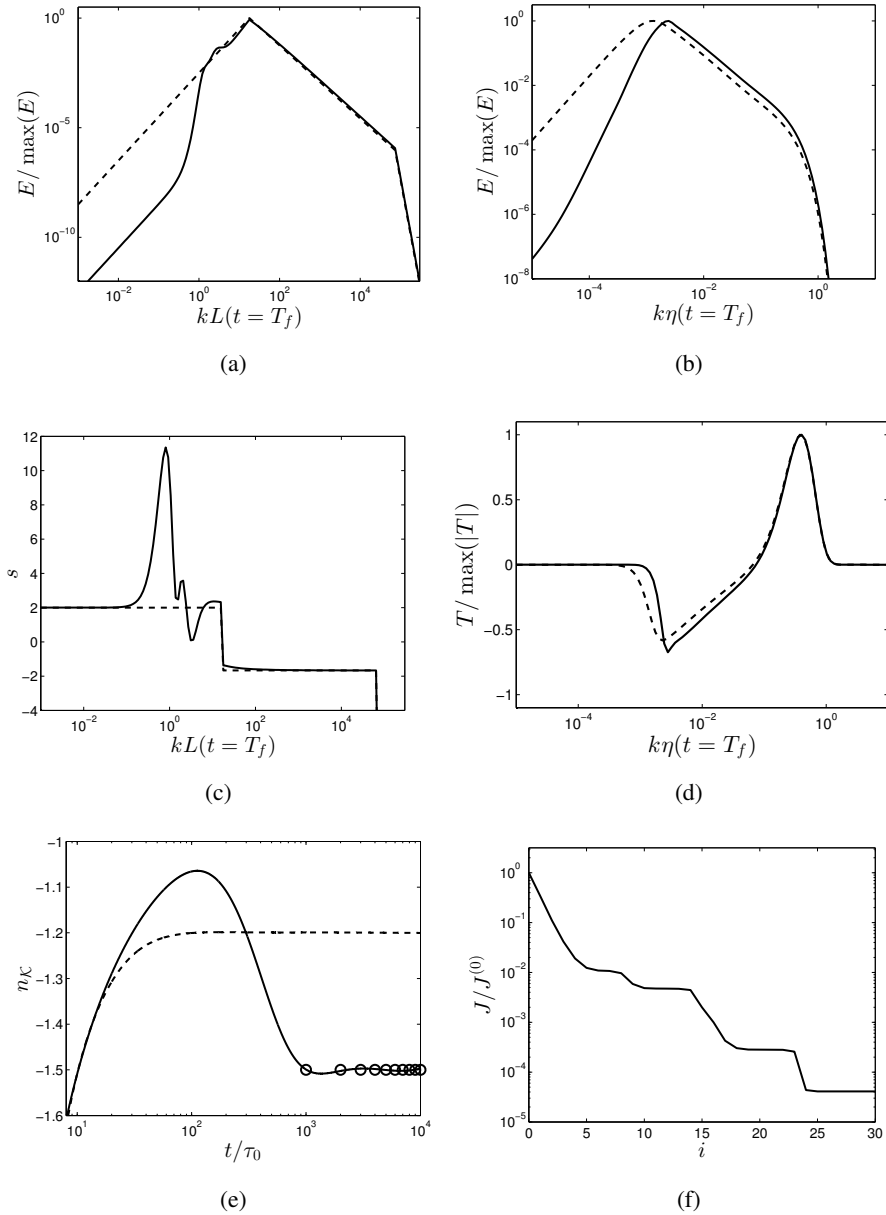 10^0
10^-5
10^-10
E/ max(E)
10^-2 10^0 10^2 10^4
kL(t = T_f)
(a)
10^0
10^-2
10^-4
10^-6
10^-8
E/ max(E)
10^-4 10^-2 10^0
kη(t = T_f)
(b)
12
10
8
6
4
2
0
−2
−4
s
10^-2 10^0 10^2 10^4
kL(t = T_f)
(c)
1
0.5
0
−0.5
−1
T/ max(|T|)
10^-4 10^-2 10^0
kη(t = T_f)
(d)
−1
−1.1
−1.2
−1.3
−1.4
−1.5
−1.6
n_𝒦
10^1 10^2 10^3 10^4
t/τ_0
(e)
10^0
10^-1
10^-2
10^-3
10^-4
10^-5
J/J^(0)
0 5 10 15 20 25 30
i
(f)